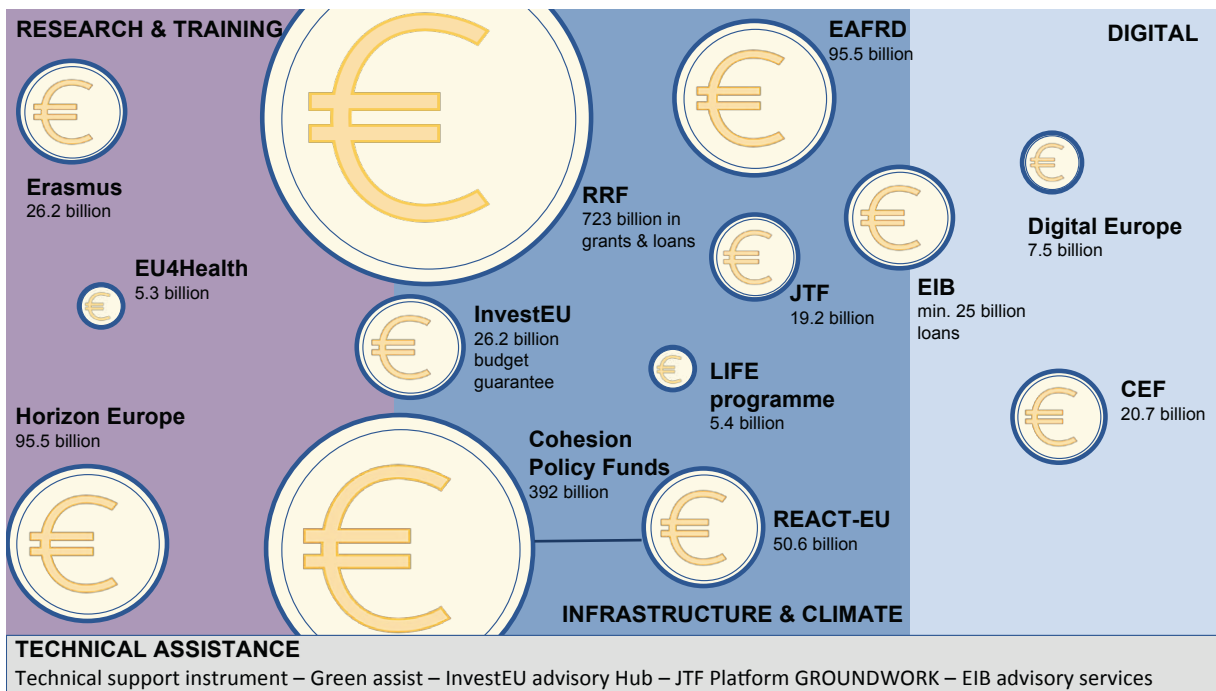 RESEARCH & TRAINING
Erasmus
26.2 billion
EU4Health
5.3 billion
Horizon Europe
95.5 billion
RRF
723 billion in
grants & loans
InvestEU
26.2 billion
budget
guarantee
Cohesion
Policy Funds
392 billion
EAFRD
95.5 billion
JTF
19.2 billion
LIFE
programme
5.4 billion
REACT-EU
50.6 billion
INFRASTRUCTURE & CLIMATE
DIGITAL
Digital Europe
7.5 billion
EIB
min. 25 billion
loans
CEF
20.7 billion
TECHNICAL ASSISTANCE
Technical support instrument – Green assist – InvestEU advisory Hub – JTF Platform GROUNDWORK – EIB advisory services